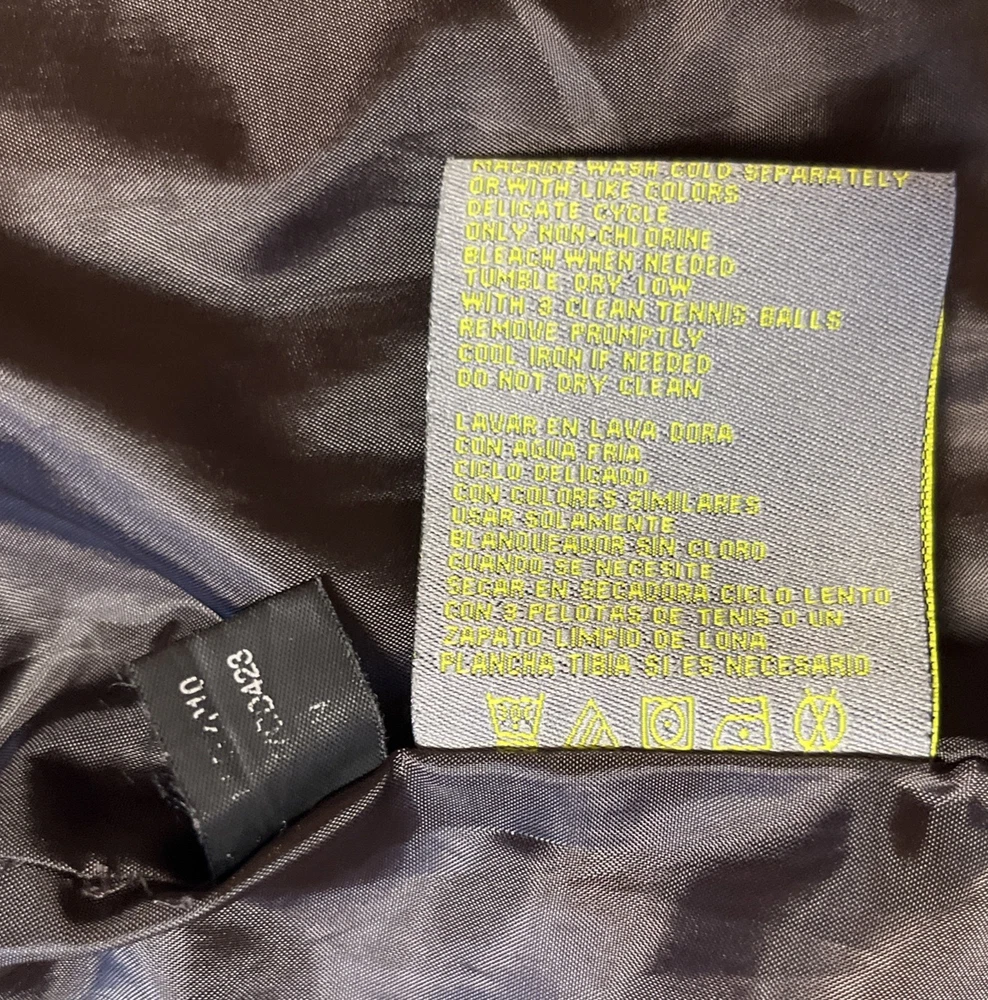 MACHINE WASH COLD SEPARATELY
OR WITH LIKE COLORS
DELICATE CYCLE
ONLY NON-CHLORINE
BLEACH WHEN NEEDED
TUMBLE DRY LOW
WITH 3 CLEAN TENNIS BALLS
REMOVE PROMPTLY
COOL IRON IF NEEDED
DO NOT DRY CLEAN
LAVAR EN LAVA DORA
CON AGUA FRIA
CICLO DELICADO
CON COLORES SIMILARES
USAR SOLAMENTE
BLANQUEADOR SIN CLORO
CUANDO SE NECESITE
SECAR EN SECADORA CICLO LENTO
CON 3 PELOTAS DE TENIS O UN
ZAPATO LIMPIO DE LONA
PLANCHA TIBIA SI ES NECESARIO